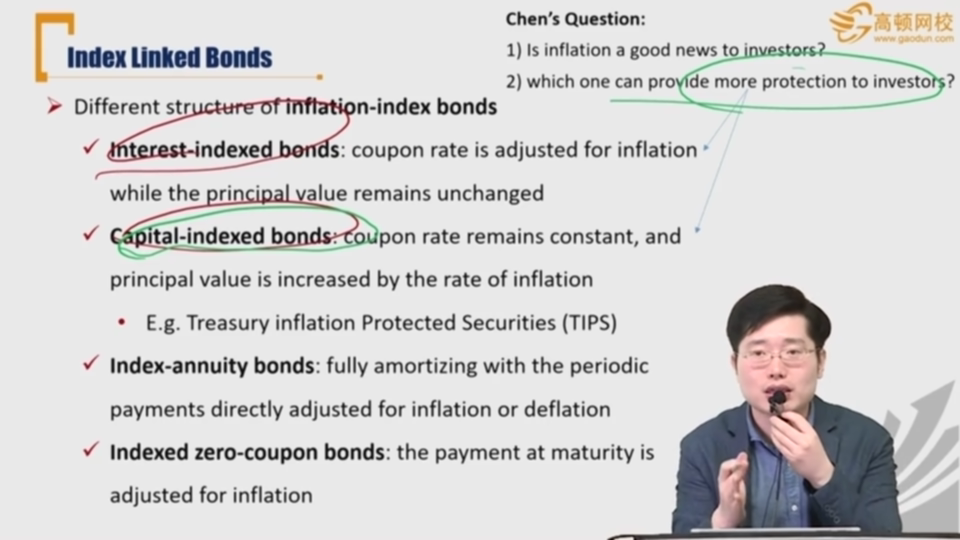 Index Linked Bonds
Chen's Question:
1) Is inflation a good news to investors?
2) which one can provide more protection to investors?
高顿网校
www.gaodun.com
Different structure of inflation-index bonds
Interest-indexed bonds: coupon rate is adjusted for inflation
while the principal value remains unchanged
Capital-indexed bonds: coupon rate remains constant, and
principal value is increased by the rate of inflation
E.g. Treasury inflation Protected Securities (TIPS)
Index-annuity bonds: fully amortizing with the periodic
payments directly adjusted for inflation or deflation
Indexed zero-coupon bonds: the payment at maturity is
adjusted for inflation